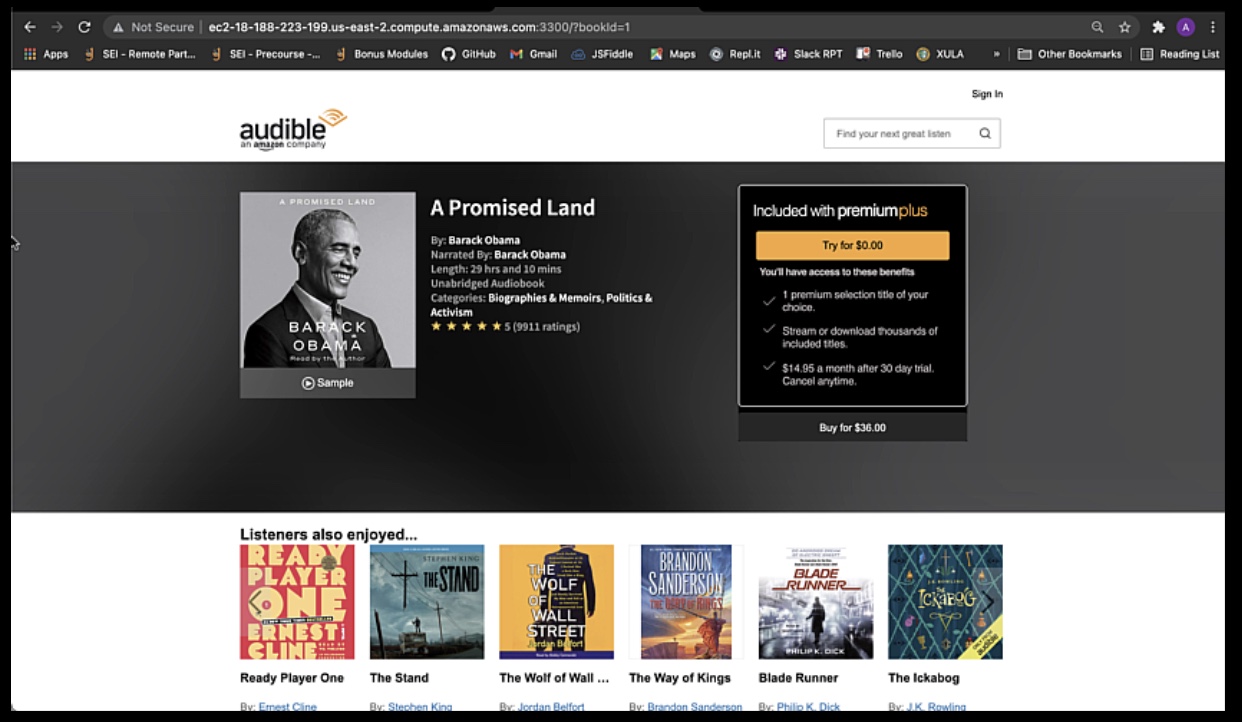 Not Secure ec2-18-188-223-199.us-east-2.compute.amazonaws.com:3300/?bookId=1
A
Apps SEI - Remote Part... SEI - Precourse -... Bonus Modules GitHub Gmail JSFiddle Maps Repl.it Slack RPT Trello XULA » Other Bookmarks Reading List
Sign In
audible
an amazon company
Find your next great listen
A PROMISED LAND
BARACK
OBAMA
Read by the Author
Sample
A Promised Land
By: Barack Obama
Narrated By: Barack Obama
Length: 29 hrs and 10 mins
Unabridged Audiobook
Categories: Biographies & Memoirs, Politics &
Activism
5 (9911 ratings)
Included with premiumplus
Try for $0.00
You'll have access to these benefits
1 premium selection title of your
choice.
Stream or download thousands of
included titles.
$14.95 a month after 30 day trial.
Cancel anytime.
Buy for $36.00
Listeners also enjoyed...
READY
PLAYER
ONE
ERNEST
CLINE
STEPHEN KING
THE STAND
THE
WOLF
OF
WALL
STREET
Jordan Belfort
BRANDON
SANDERSON
THE WAY OF KINGS
BLADE
RUNNER
PHILIP K. DICK
J.K. ROWLING
THE
ICKABOG
ONLY FROM
audible
Ready Player One The Stand The Wolf of Wall ... The Way of Kings Blade Runner The Ickabog
By: Ernest Cline By: Stephen King By: Jordan Belfort By: Brandon Sanderson By: Philip K. Dick By: J.K. Rowling